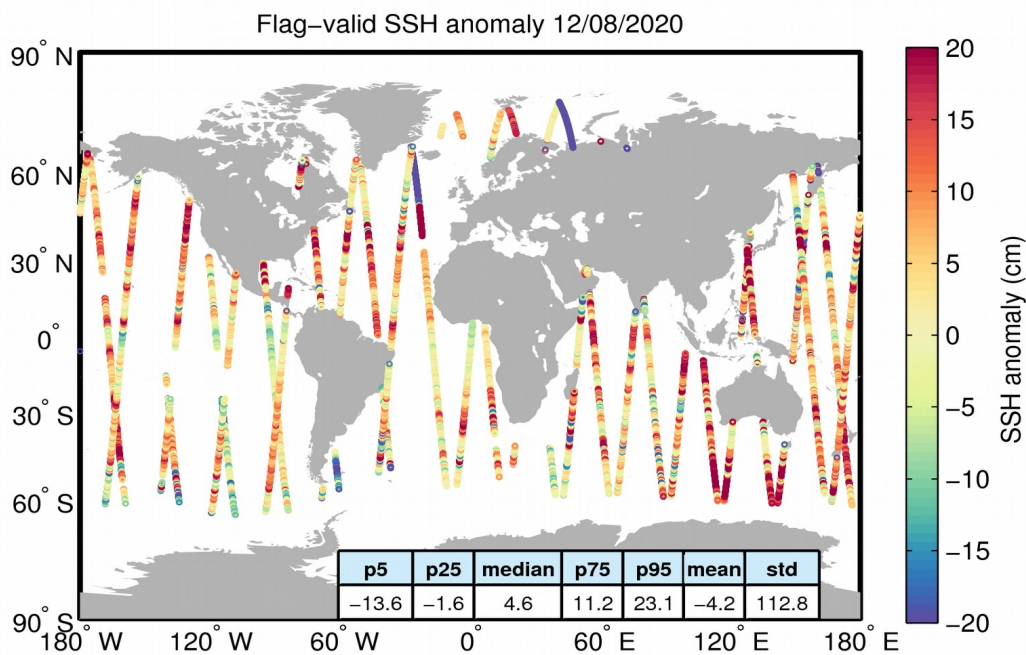 Flag−valid SSH anomaly 12/08/2020
90° N
60° N
30° N
0°
30° S
60° S
90° S
180° W 120° W 60° W 0° 60° E 120° E 180° E
p5 p25 median p75 p95 mean std
−13.6 −1.6 4.6 11.2 23.1 −4.2 112.8
20
15
10
5
0
−5
−10
−15
−20
SSH anomaly (cm)